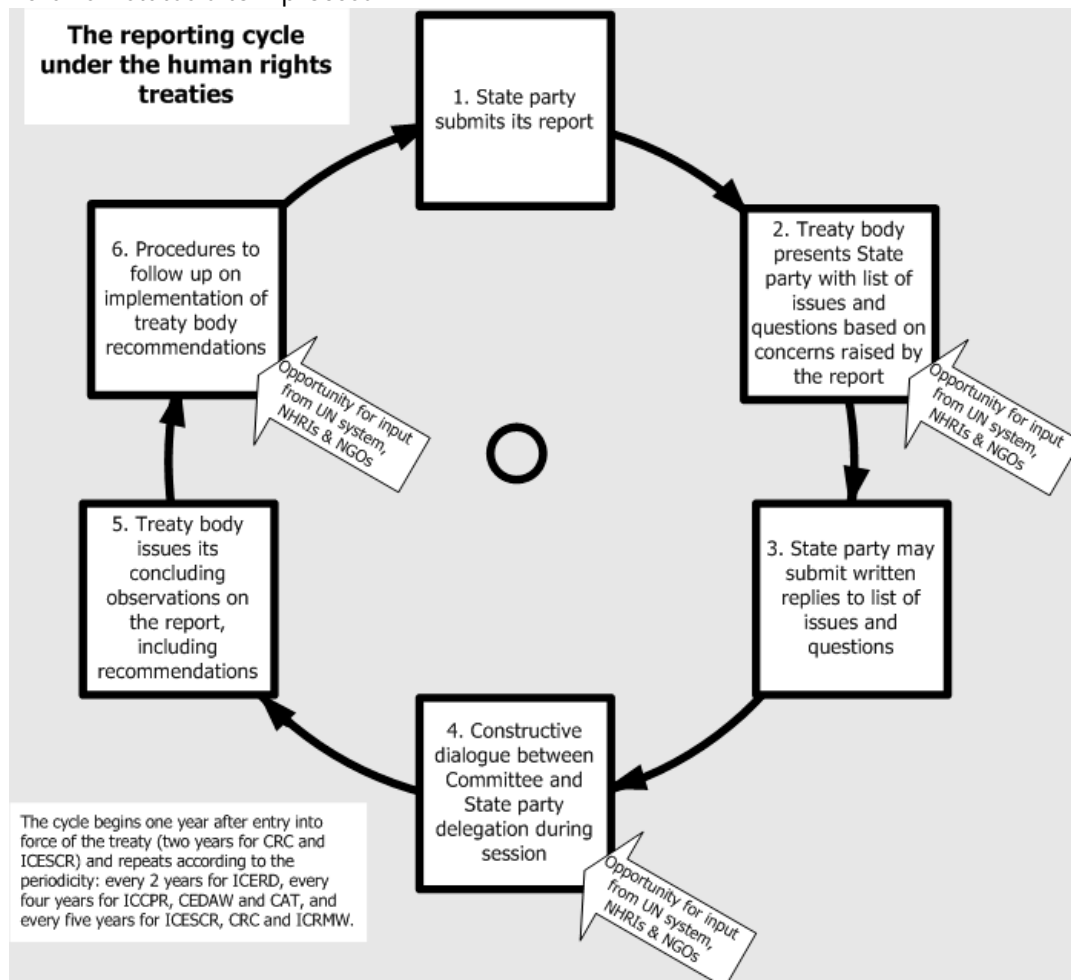 The reporting cycle
under the human rights
treaties
1. State party
submits its report
2. Treaty body
presents State
party with list of
issues and
questions based on
concerns raised by
the report
Opportunity for input
from UN system,
NHRIs & NGOs
3. State party may
submit written
replies to list of
issues and
questions
4. Constructive
dialogue between
Committee and
State party
delegation during
session
Opportunity for input
from UN system,
NHRIs & NGOs
5. Treaty body
issues its
concluding
observations on
the report,
including
recommendations
6. Procedures to
follow up on
implementation of
treaty body
recommendations
Opportunity for input
from UN system,
NHRIs & NGOs
The cycle begins one year after entry into
force of the treaty (two years for CRC and
ICESCR) and repeats according to the
periodicity: every 2 years for ICERD, every
four years for ICCPR, CEDAW and CAT, and
every five years for ICESCR, CRC and ICRMW.